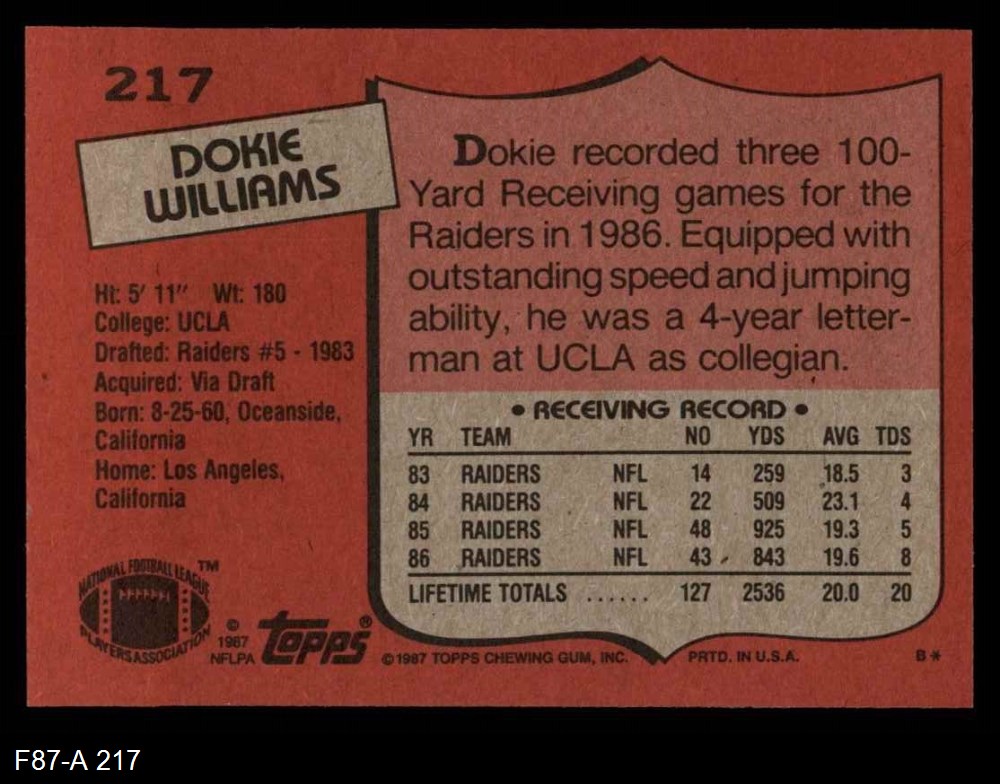 217
DOKIE
WILLIAMS
Dokie recorded three 100-
Yard Receiving games for the
Raiders in 1986. Equipped with
outstanding speed and jumping
ability, he was a 4-year letter-
man at UCLA as collegian.
Ht: 5' 11" Wt: 180
College: UCLA
Drafted: Raiders #5 - 1983
Acquired: Via Draft
Born: 8-25-60, Oceanside,
California
Home: Los Angeles,
California
• RECEIVING RECORD •
YR TEAM NO YDS AVG TDS
83 RAIDERS NFL 14 259 18.5 3
84 RAIDERS NFL 22 509 23.1 4
85 RAIDERS NFL 48 925 19.3 5
86 RAIDERS NFL 43 843 19.6 8
LIFETIME TOTALS ...... 127 2536 20.0 20
NATIONAL FOOTBALL LEAGUE ™
PLAYERS ASSOCIATION
©
1987
NFLPA
topps®
© 1987 TOPPS CHEWING GUM, INC. PRTD. IN U.S.A. B*
F87-A 217